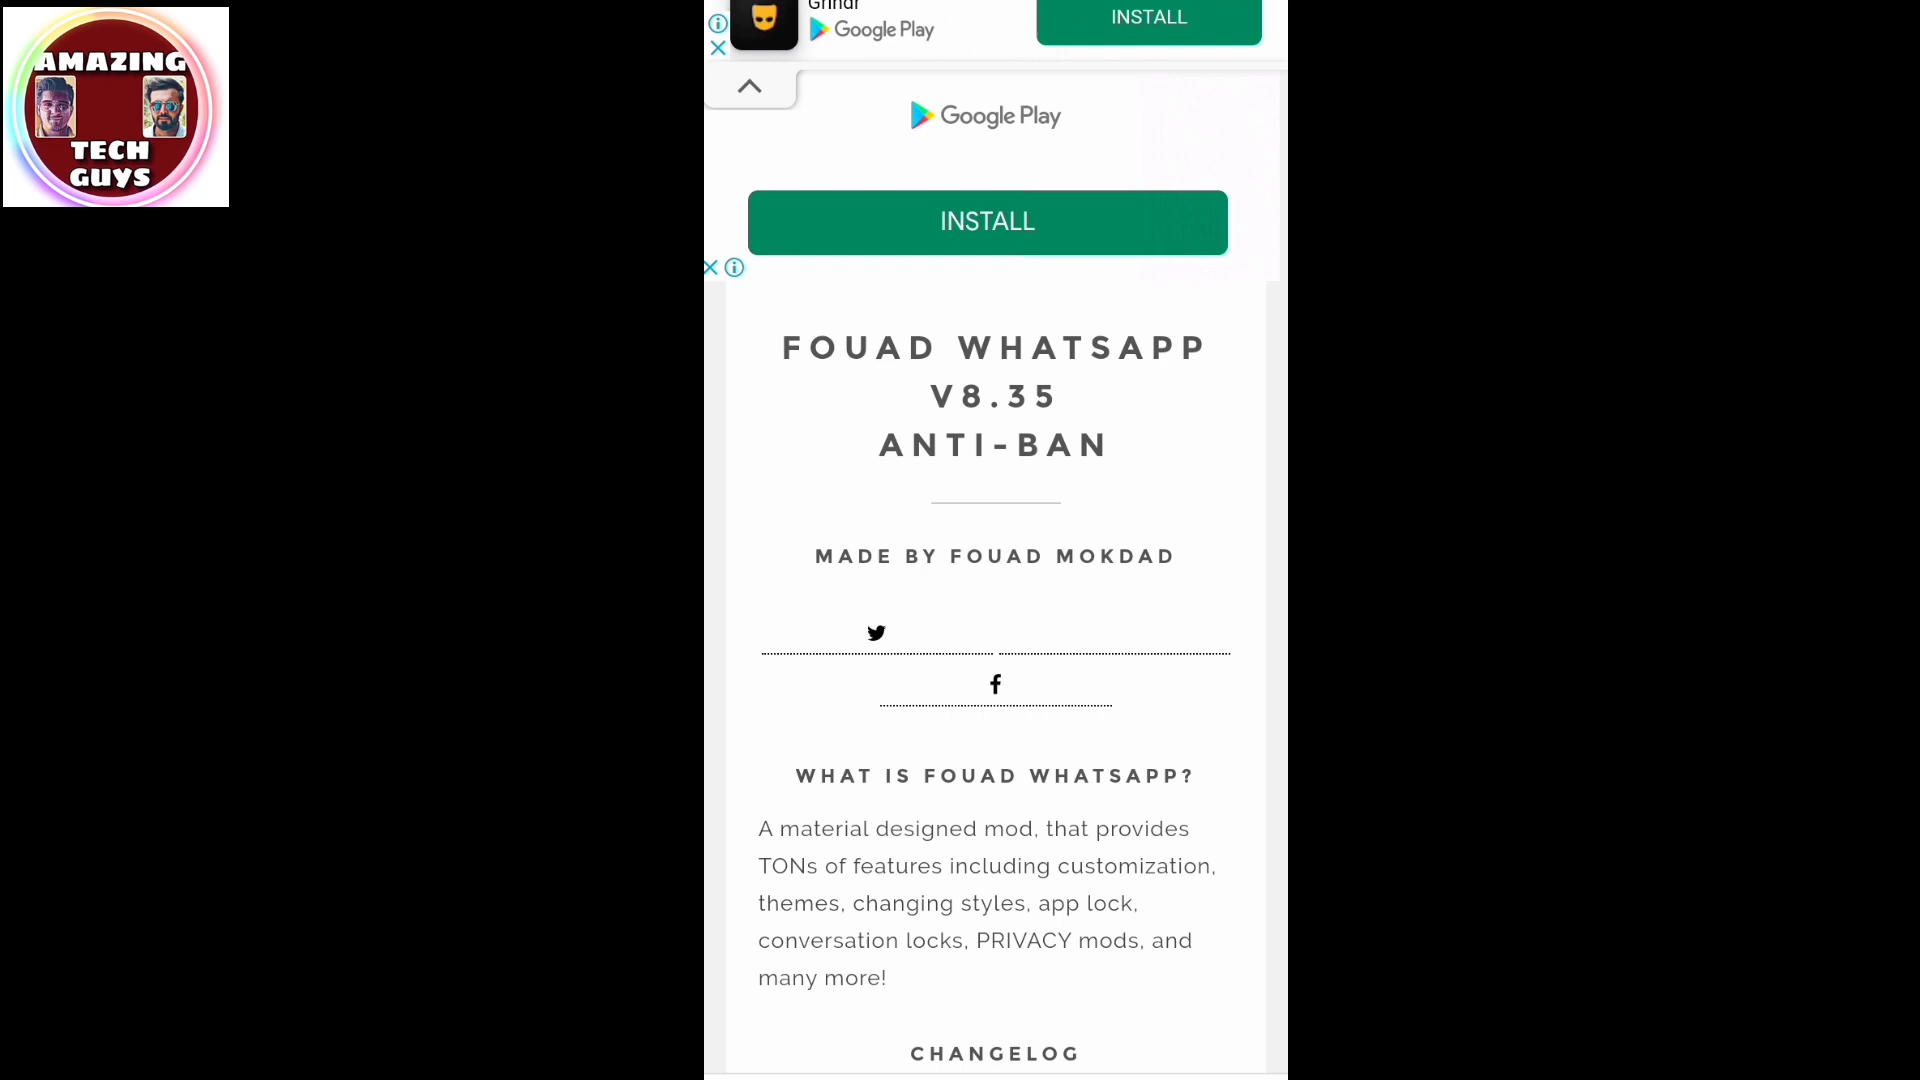 AMAZING
TECH
GUYS
Grindr
Google Play
INSTALL
Google Play
INSTALL
FOUAD WHATSAPP
V8.35
ANTI-BAN
MADE BY FOUAD MOKDAD
WHAT IS FOUAD WHATSAPP?
A material designed mod, that provides
TONs of features including customization,
themes, changing styles, app lock,
conversation locks, PRIVACY mods, and
many more!
CHANGELOG